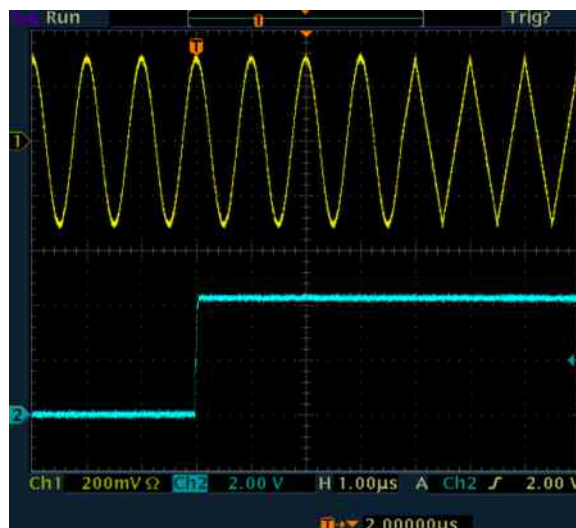 Run Trig?
T
T
1
2
Ch1 200mV Ω Ch2 2.00 V H 1.00µs A Ch2 2.00 V
T 2.00000µs